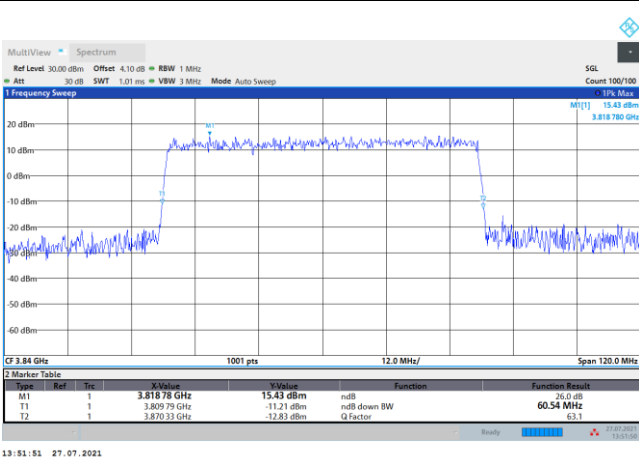 MultiView Spectrum
Ref Level 30.00 dBm Offset 4.10 dB RBW 1 MHz SGL
Att 30 dB SWT 1.01 ms VBW 3 MHz Mode Auto Sweep Count 100/100
1 Frequency Sweep 1Pk Max
M1[1] 15.43 dBm
3.818 780 GHz
20 dBm
M1
10 dBm
0 dBm
T1
-10 dBm
T2
-20 dBm
-30 dBm
-40 dBm
-50 dBm
-60 dBm
CF 3.84 GHz 1001 pts 12.0 MHz/ Span 120.0 MHz
2 Marker Table
Type Ref Trc X-Value Y-Value Function Function Result
M1 1 3.818 78 GHz 15.43 dBm ndB 26.0 dB
T1 1 3.809 79 GHz -11.21 dBm ndB down BW 60.54 MHz
T2 1 3.870 33 GHz -12.83 dBm Q Factor 63.1
Ready 27.07.2021
13:51:50
13:51:51 27.07.2021